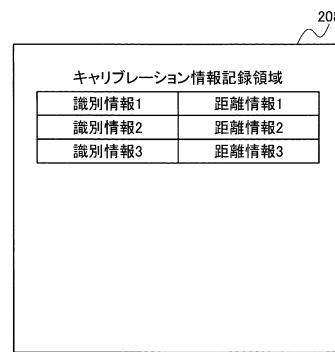 208
キャリブレーション情報記録領域
識別情報1 距離情報1
識別情報2 距離情報2
識別情報3 距離情報3